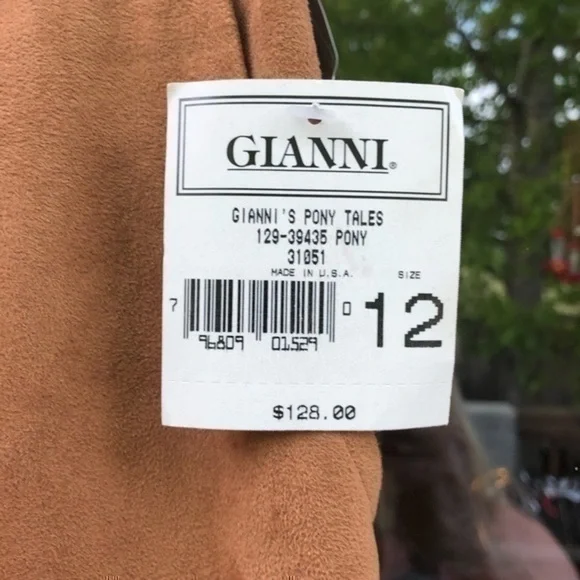 GIANNI®
GIANNI'S PONY TALES
129-39435 PONY
31051
MADE IN U.S.A.
SIZE
12
7 96809 01529 0
$128.00